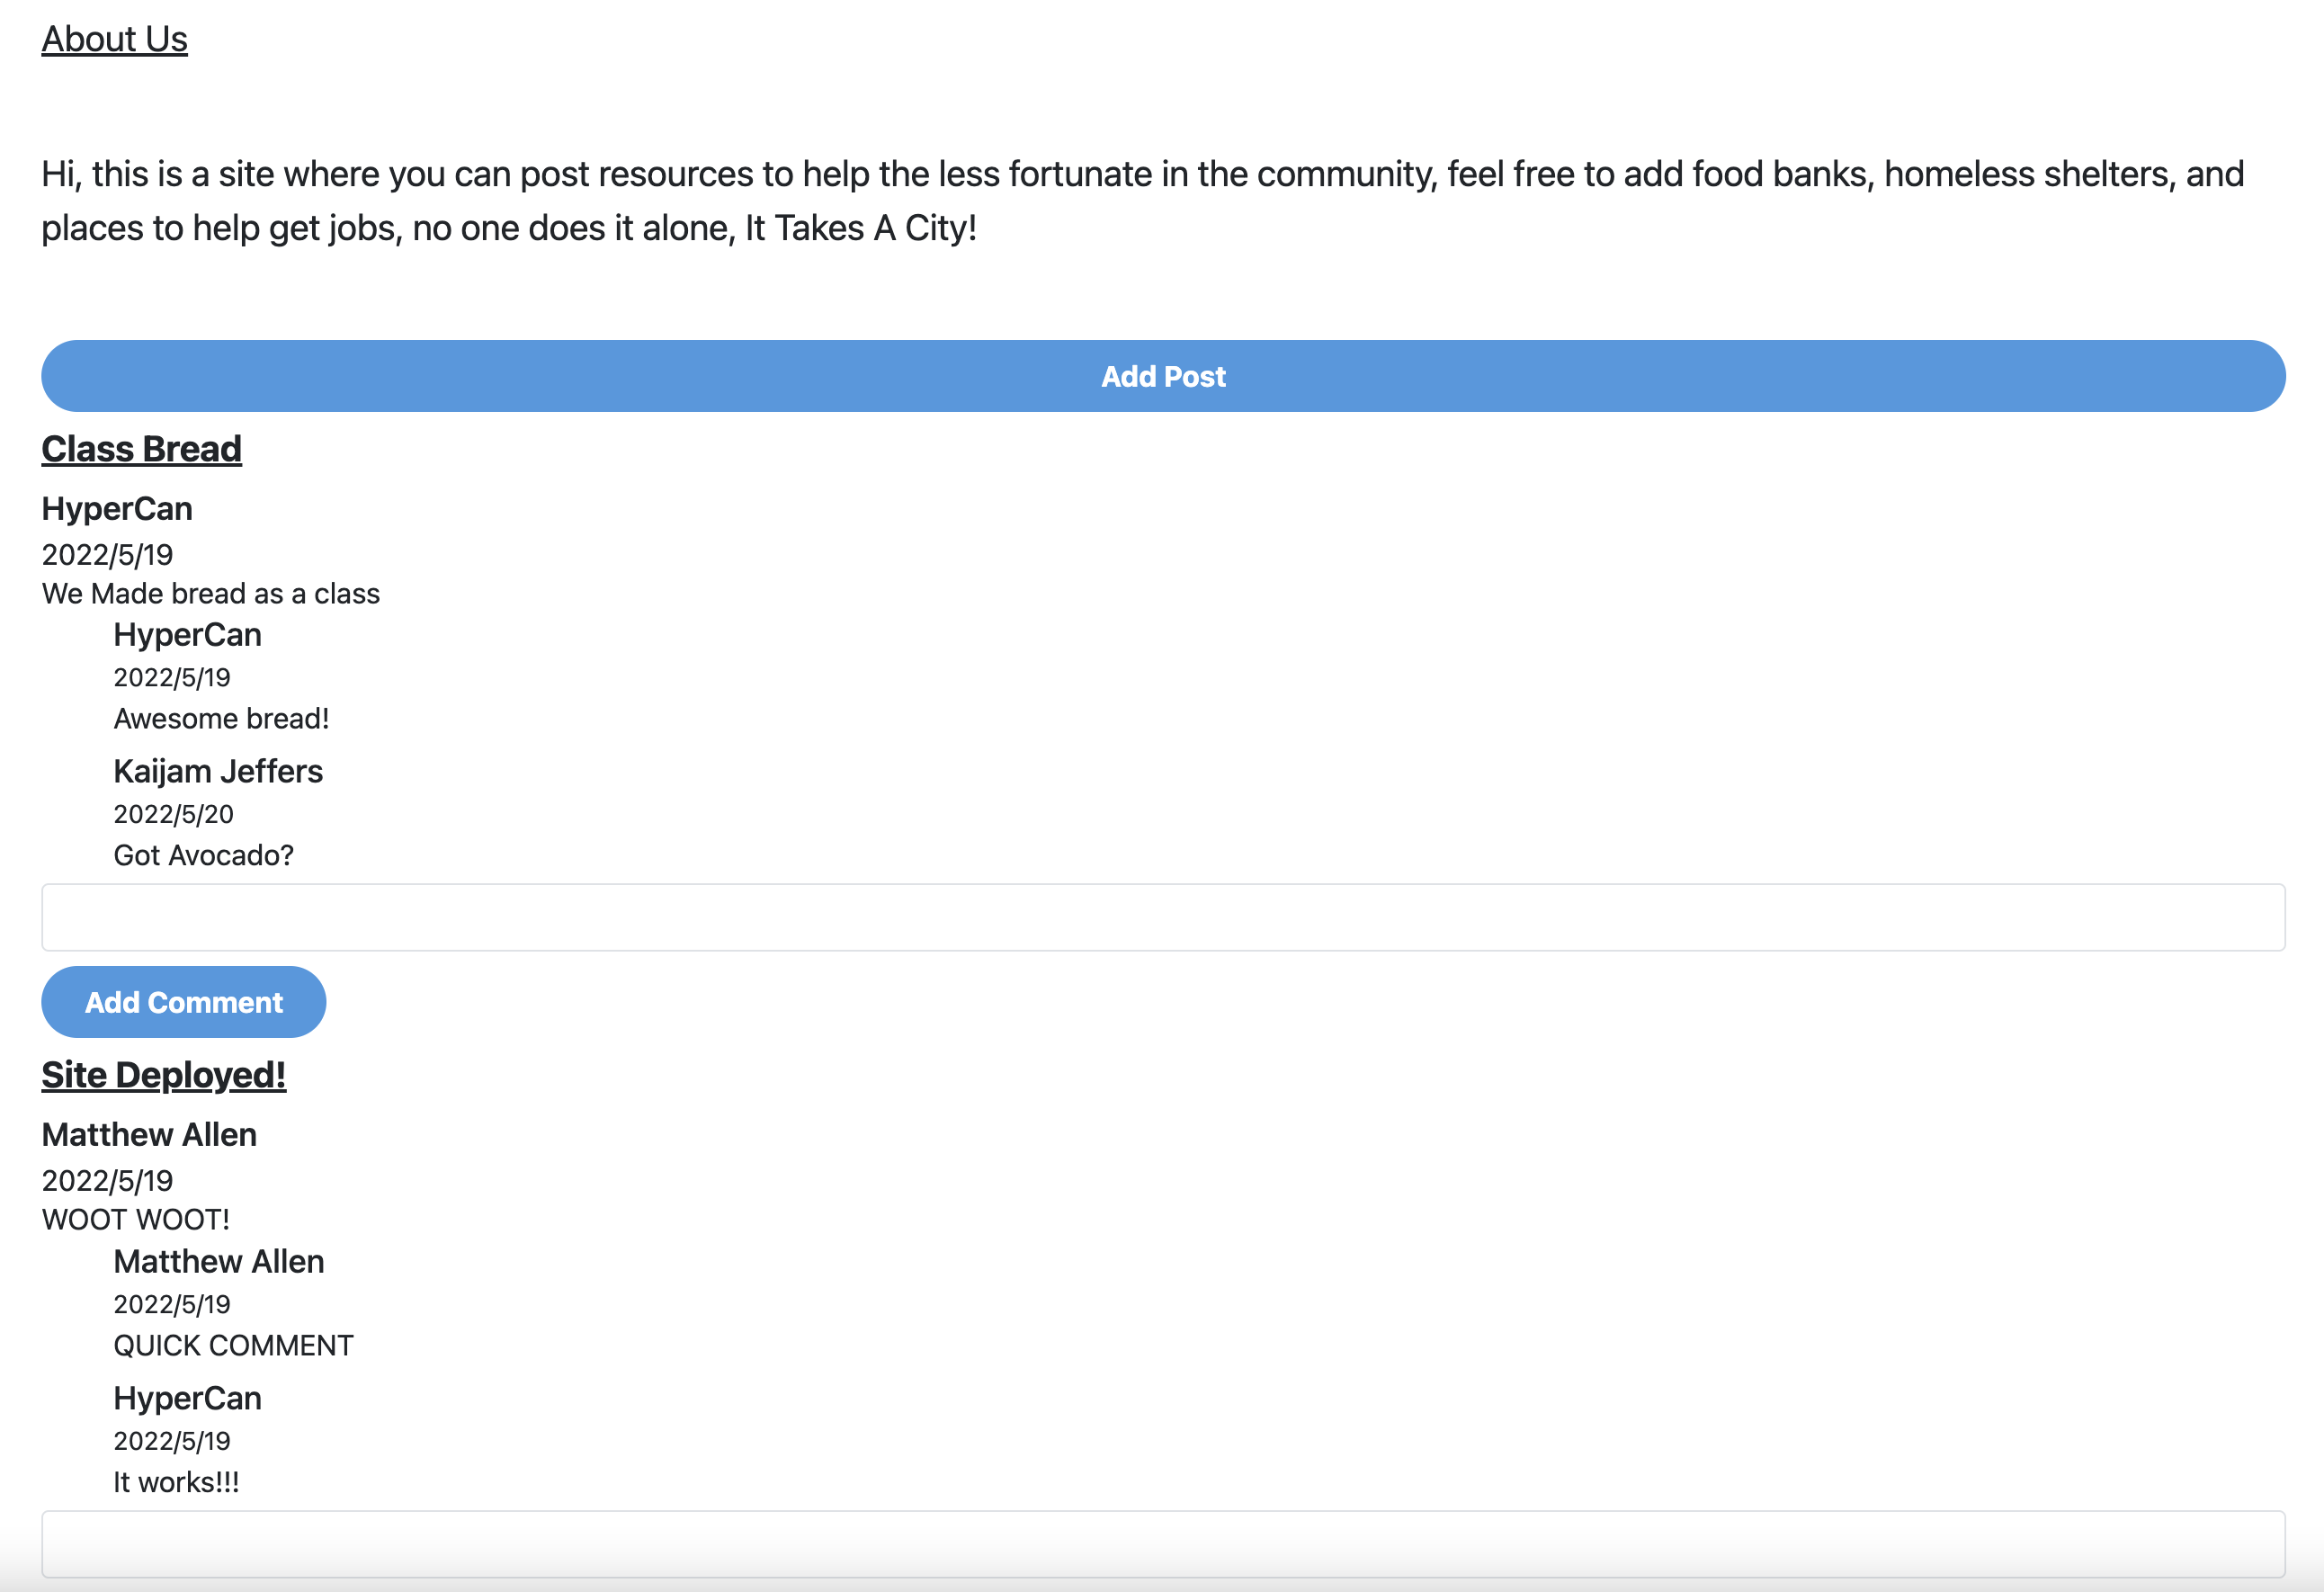 About Us
Hi, this is a site where you can post resources to help the less fortunate in the community, feel free to add food banks, homeless shelters, and
places to help get jobs, no one does it alone, It Takes A City!
Add Post
Class Bread
HyperCan
2022/5/19
We Made bread as a class
HyperCan
2022/5/19
Awesome bread!
Kaijam Jeffers
2022/5/20
Got Avocado?
Add Comment
Site Deployed!
Matthew Allen
2022/5/19
WOOT WOOT!
Matthew Allen
2022/5/19
QUICK COMMENT
HyperCan
2022/5/19
It works!!!